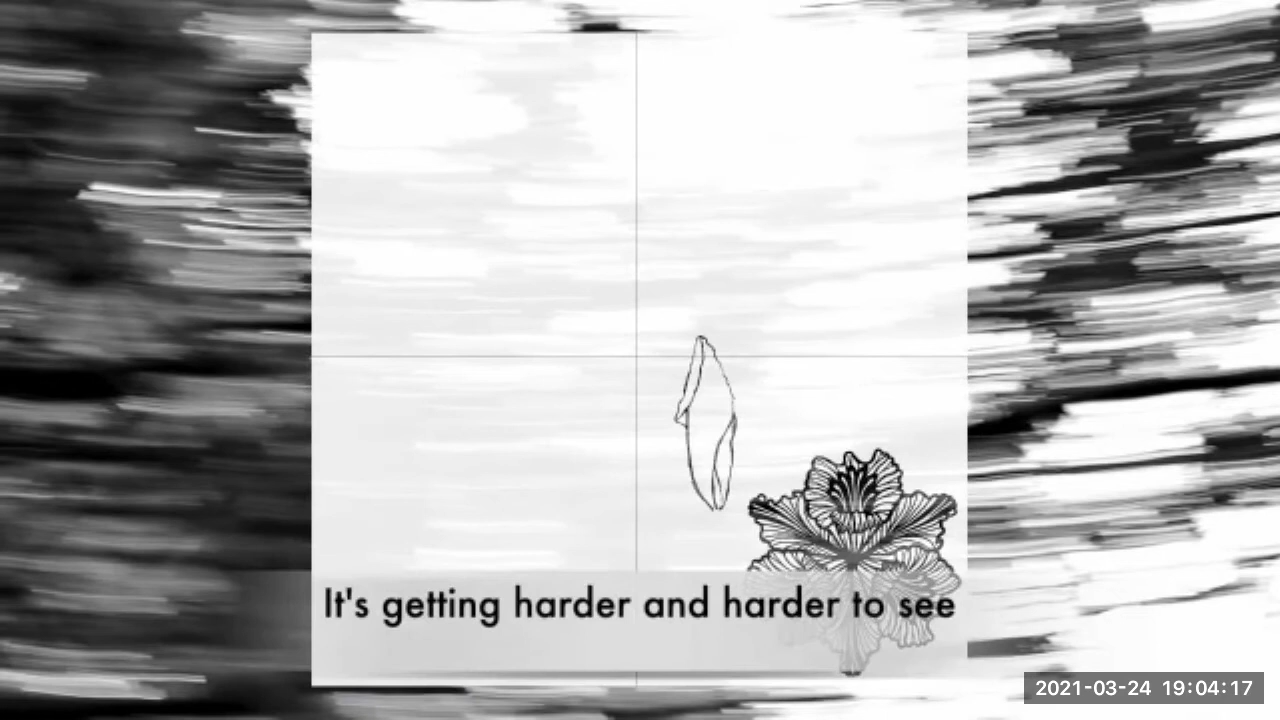 It's getting harder and harder to see
2021-03-24 19:04:17